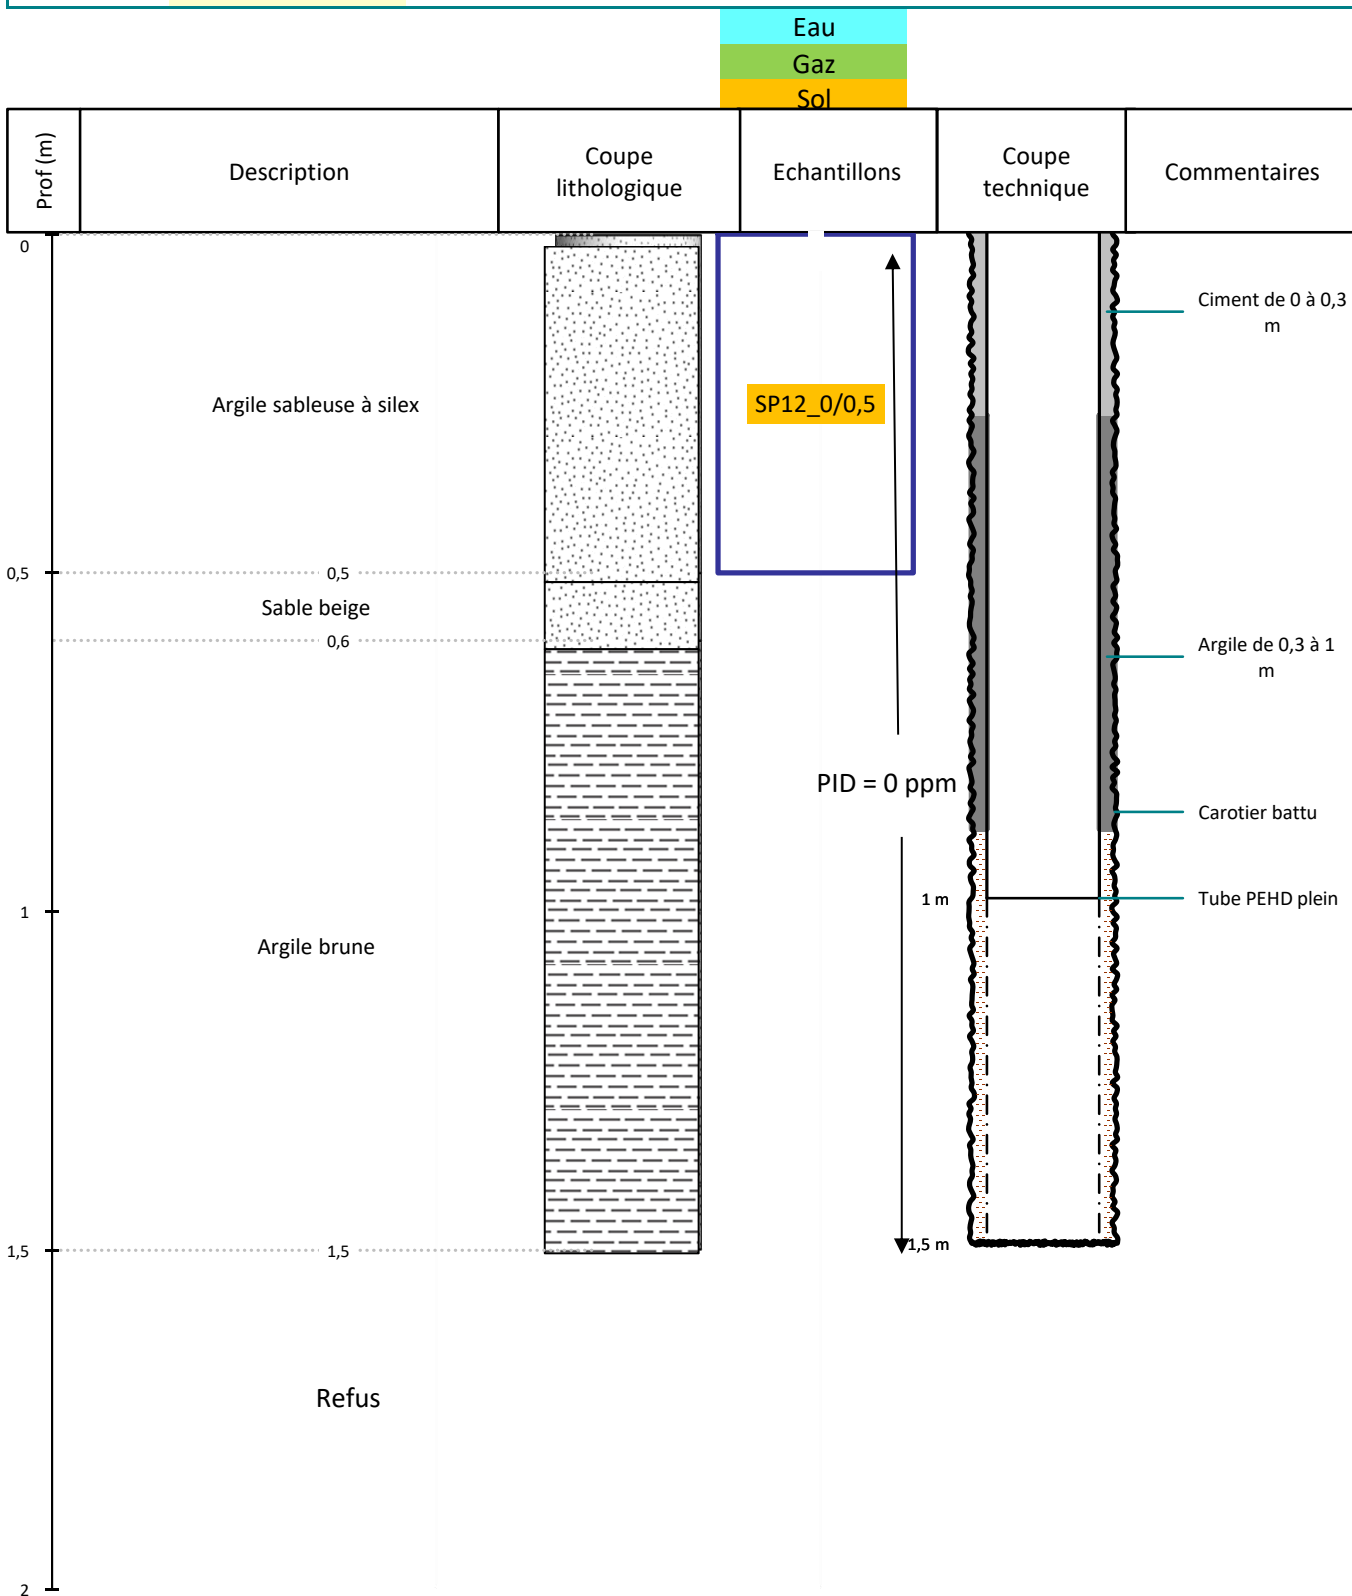 Eau
Gaz
Sol
Prof (m)
Description
Coupe
lithologique
Echantillons
Coupe
technique
Commentaires
0
Ciment de 0 à 0,3
m
Argile sableuse à silex
SP12_0/0,5
0,5
0,5
Sable beige
0,6
Argile de 0,3 à 1
m
PID = 0 ppm
Carotier battu
1 m
Tube PEHD plein
1
Argile brune
1,5
1,5
1,5 m
Refus
2